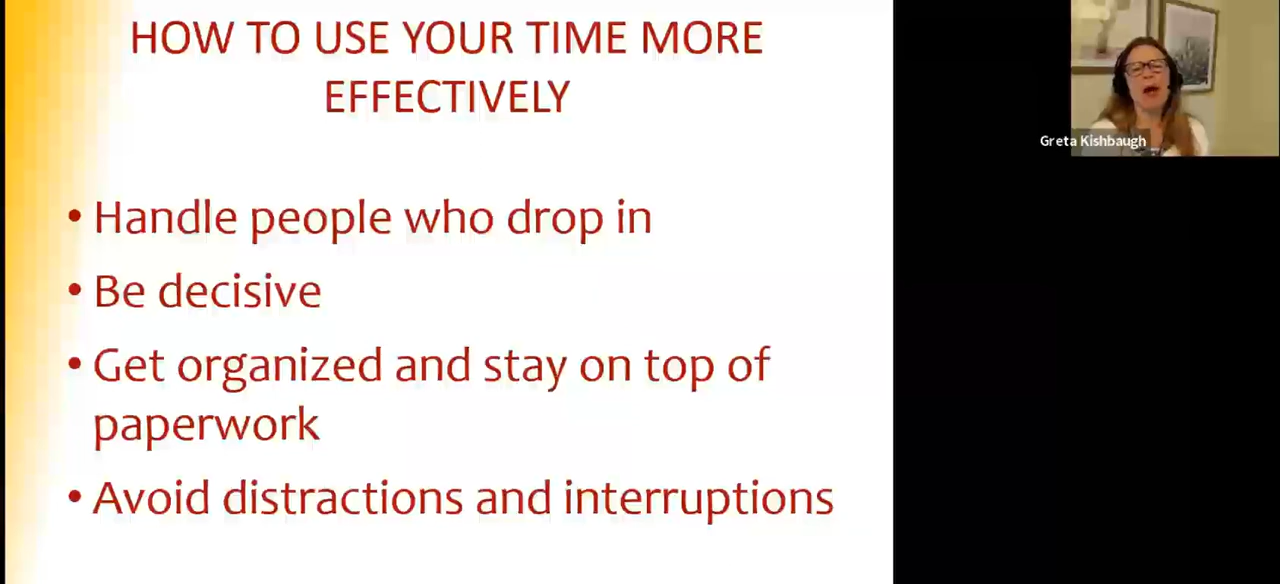 HOW TO USE YOUR TIME MORE
EFFECTIVELY
• Handle people who drop in
• Be decisive
• Get organized and stay on top of
paperwork
• Avoid distractions and interruptions
Greta Kishbaugh